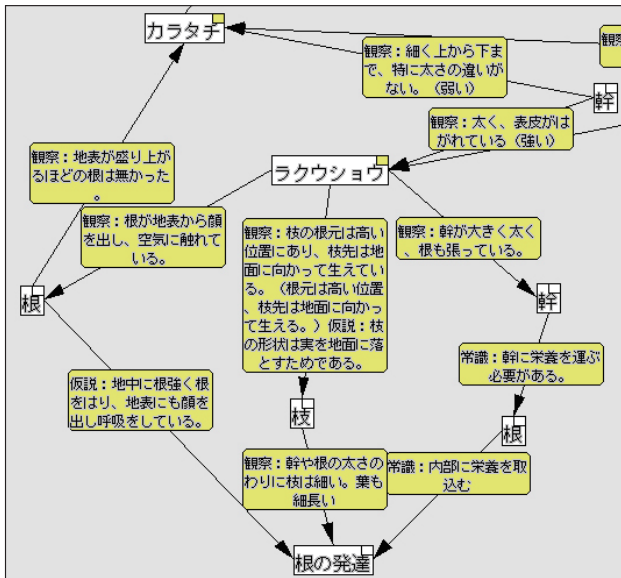 カラタチ
観察：細く上から下ま
で、特に太さの違いが
ない。（弱い）
観察
幹
観察：太く、表皮がは
がれている（強い）
観察：地表が盛り上が
るほどの根は無かった
。
ラクウショウ
観察：根が地表から顔
を出し、空気に触れて
いる。
観察：枝の根元は高い
位置にあり、枝先は地
面に向かって生えてい
る。（根元は高い位置
、枝先は地面に向かっ
て生える。）仮説：枝
の形状は実を地面に落
とすためである。
観察：幹が大きく太く
、根も張っている。
根
幹
仮説：地中に根強く根
をはり、地表にも顔を
出し呼吸をしている。
常識：幹に栄養を運ぶ
必要がある。
枝
根
観察：幹や根の太さの
わりに枝は細い。葉も
細長い
常識：内部に栄養を取
込む
根の発達